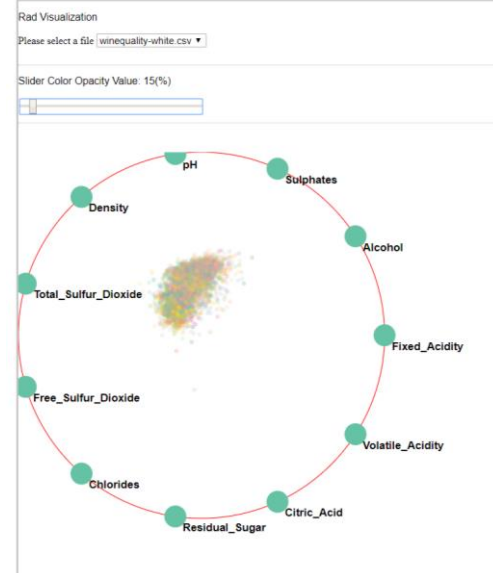 Rad Visualization
Please select a file winequality-white.csv ▼
Slider Color Opacity Value: 15(%)
pH
Sulphates
Density
Alcohol
Total_Sulfur_Dioxide
Fixed_Acidity
Free_Sulfur_Dioxide
Volatile_Acidity
Chlorides
Citric_Acid
Residual_Sugar